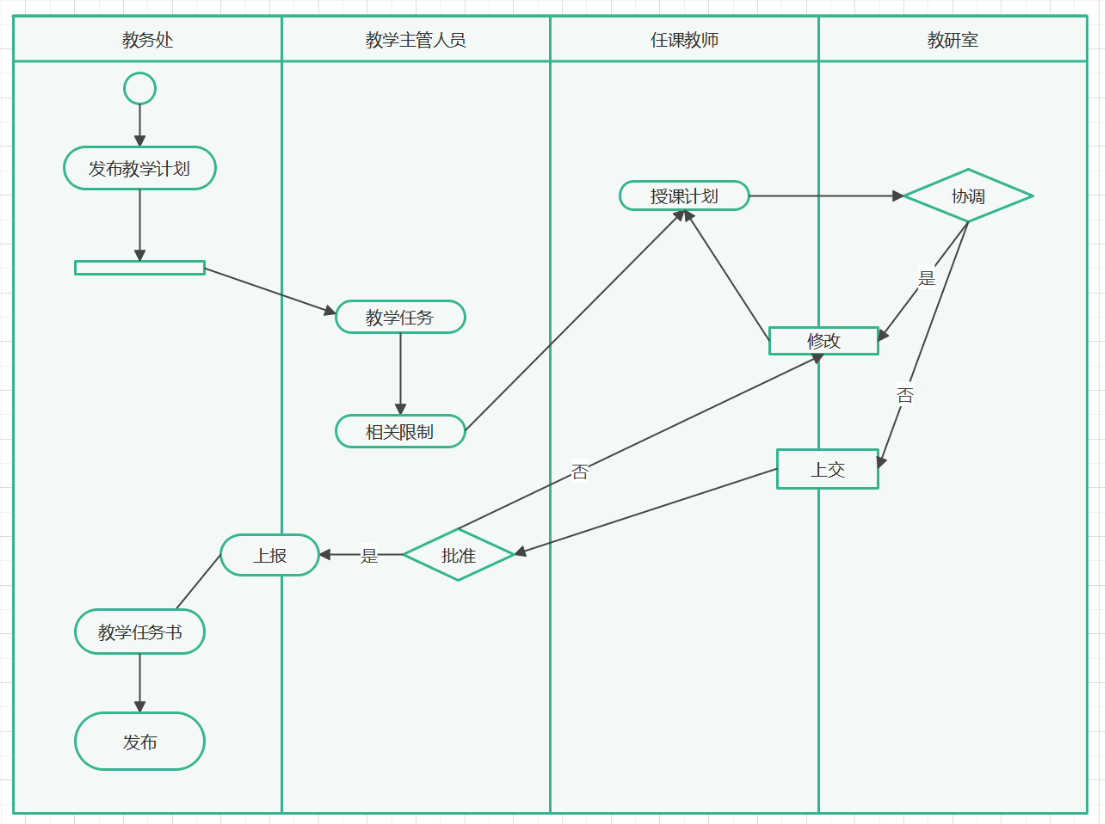 教务处
教学主管人员
任课教师
教研室
发布教学计划
授课计划
协调
是
教学任务
修改
否
相关限制
否
上交
上报
是
批准
教学任务书
发布